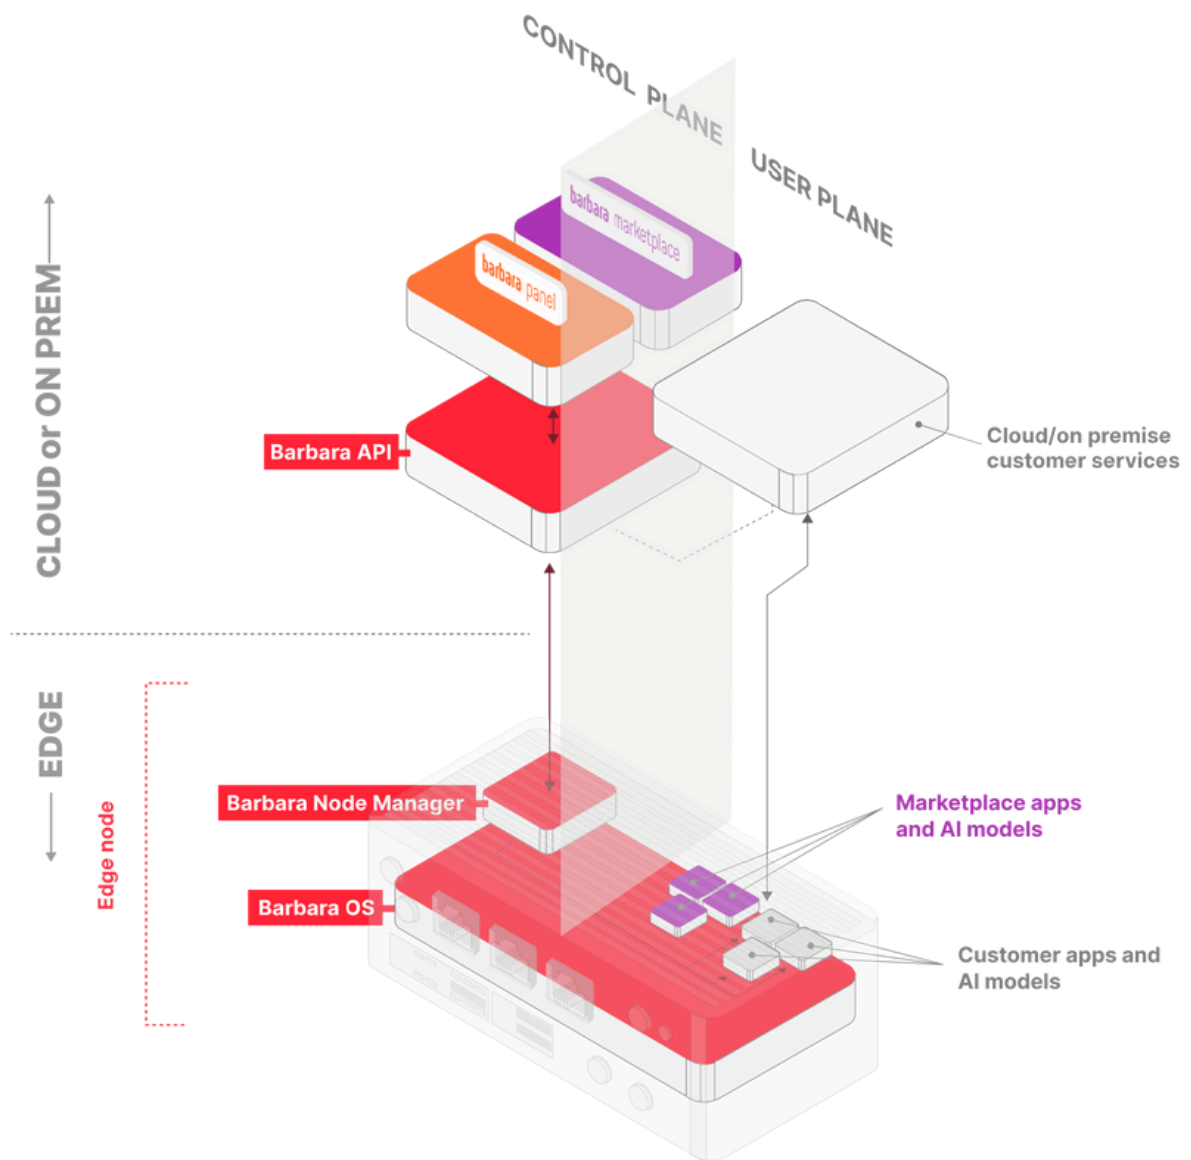 CONTROL PLANE
USER PLANE
barbara marketplace
barbara panel
CLOUD or ON PREM
Barbara API
Cloud/on premise
customer services
EDGE
Edge node
Barbara Node Manager
Marketplace apps
and AI models
Barbara OS
Customer apps and
AI models